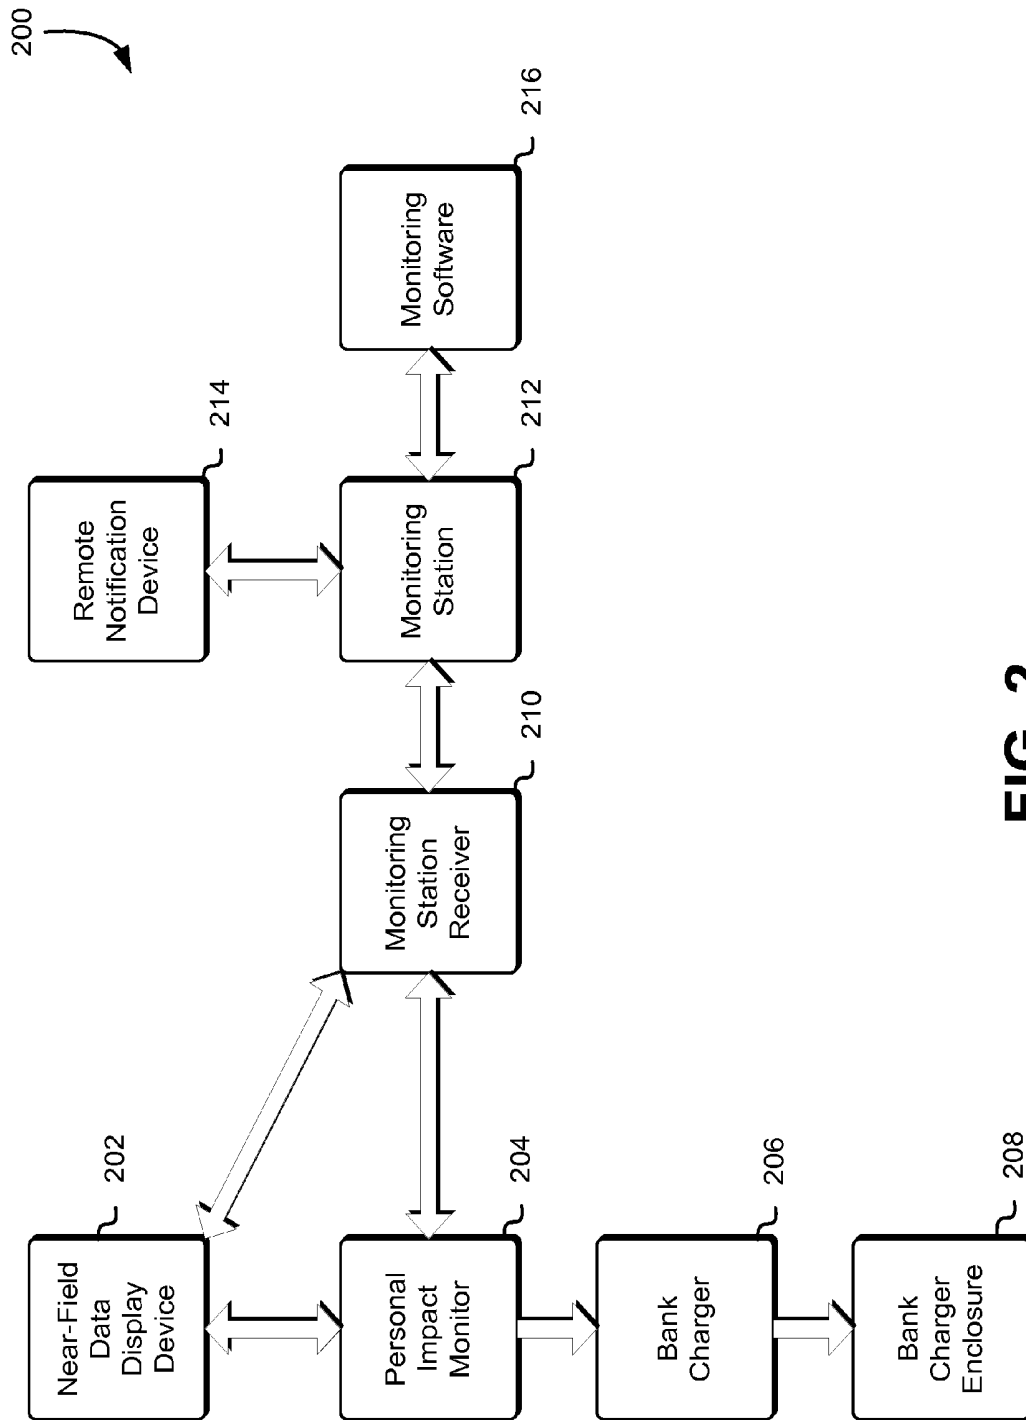 200
Near-Field
Data
Display
Device
202
Remote
Notification
Device
214
Personal
Impact
Monitor
204
Monitoring
Station
Receiver
210
Monitoring
Station
212
Monitoring
Software
216
Bank
Charger
206
Bank
Charger
Enclosure
208
FIG. 2